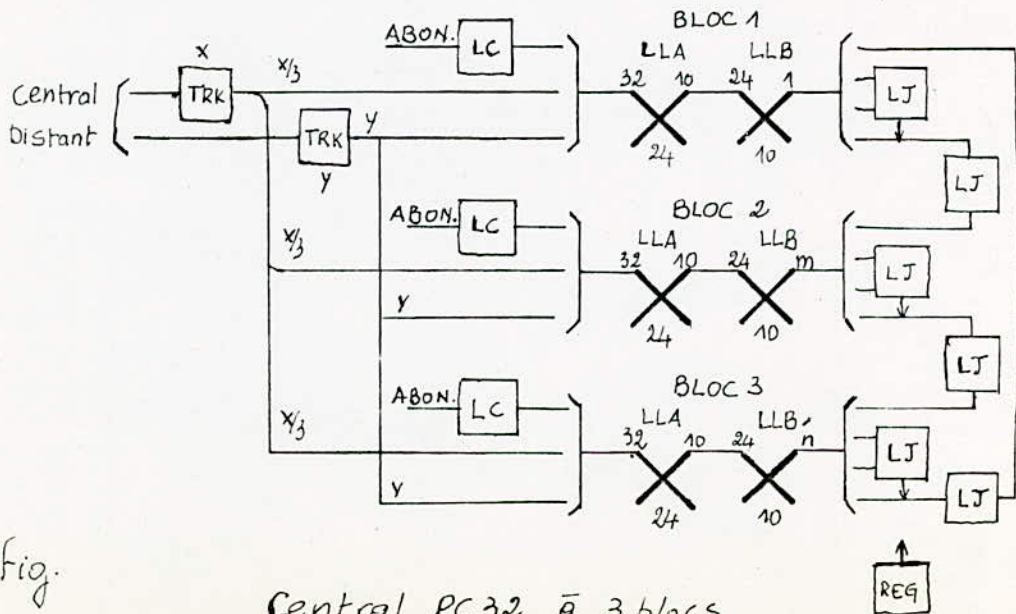 BLOC 1
ABON. LC
LLA LLB
X
X/3
32 10 24 1
Central TRK
LJ
Distant TRK Y
24 10
LJ
Y
BLOC 2
ABON. LC
LLA LLB
X/3
32 10 24 m
LJ
Y
24 10
LJ
BLOC 3
ABON. LC
LLA LLB
X/3
32 10 24 n
LJ
Y
LJ
24 10
Fig.
REG
Central PC32 à 3 blocs